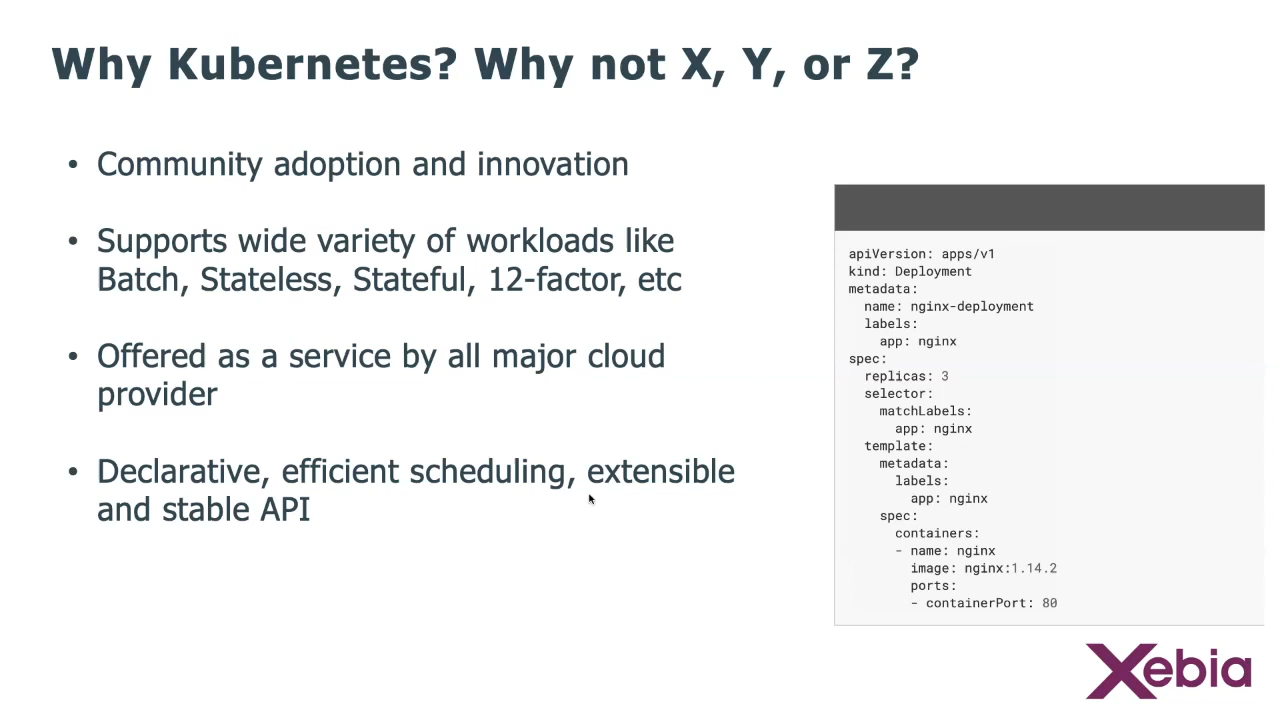 Why Kubernetes? Why not X, Y, or Z?
• Community adoption and innovation
• Supports wide variety of workloads like
Batch, Stateless, Stateful, 12-factor, etc
• Offered as a service by all major cloud
provider
• Declarative, efficient scheduling, extensible
and stable API
apiVersion: apps/v1
kind: Deployment
metadata:
  name: nginx-deployment
  labels:
    app: nginx
spec:
  replicas: 3
  selector:
    matchLabels:
      app: nginx
  template:
    metadata:
      labels:
        app: nginx
    spec:
      containers:
      - name: nginx
        image: nginx:1.14.2
        ports:
        - containerPort: 80
Xebia